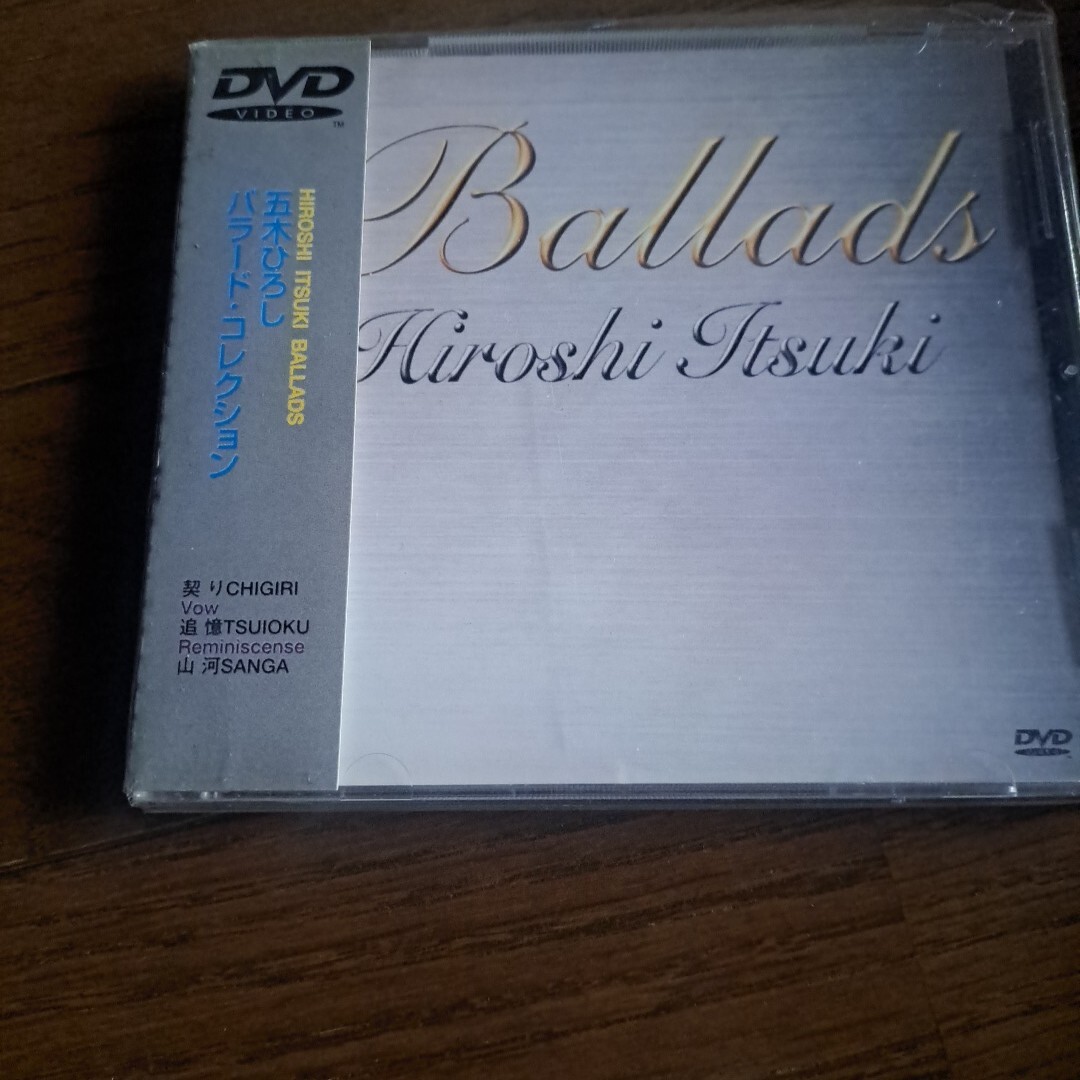 DVD
VIDEO
TM
HIROSHI ITSUKI BALLADS
五木ひろし
バラード・コレクション
契りCHIGIRI
Vow
追憶TSUIOKU
Reminiscense
山河SANGA
Ballads
Hiroshi Itsuki
DVD
VIDEO